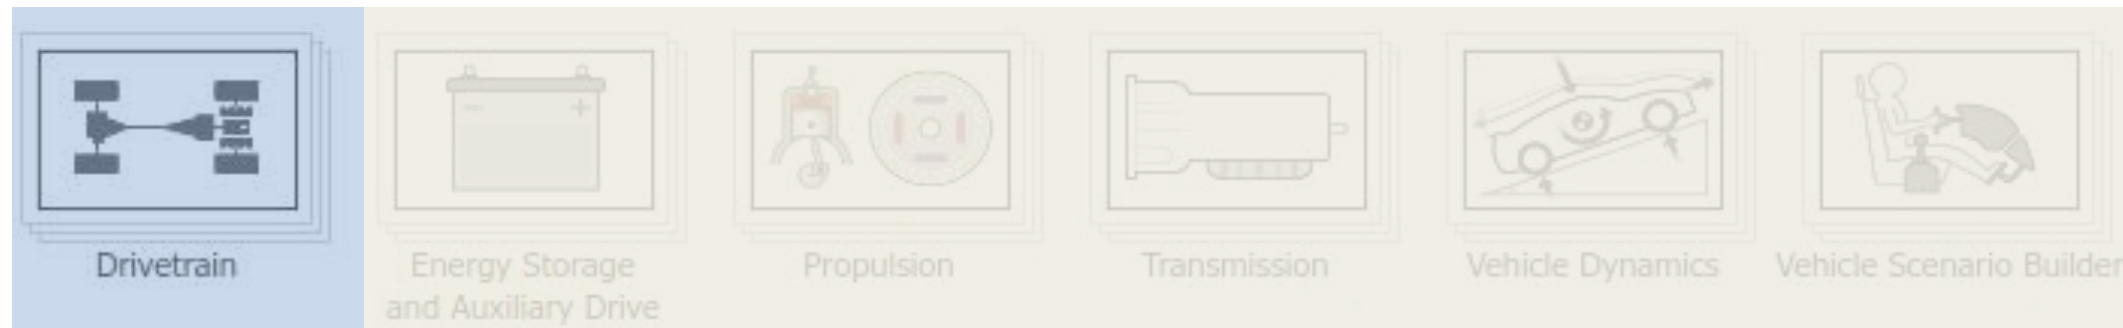 Drivetrain
Energy Storage
and Auxiliary Drive
Propulsion
Transmission
Vehicle Dynamics
Vehicle Scenario Builder